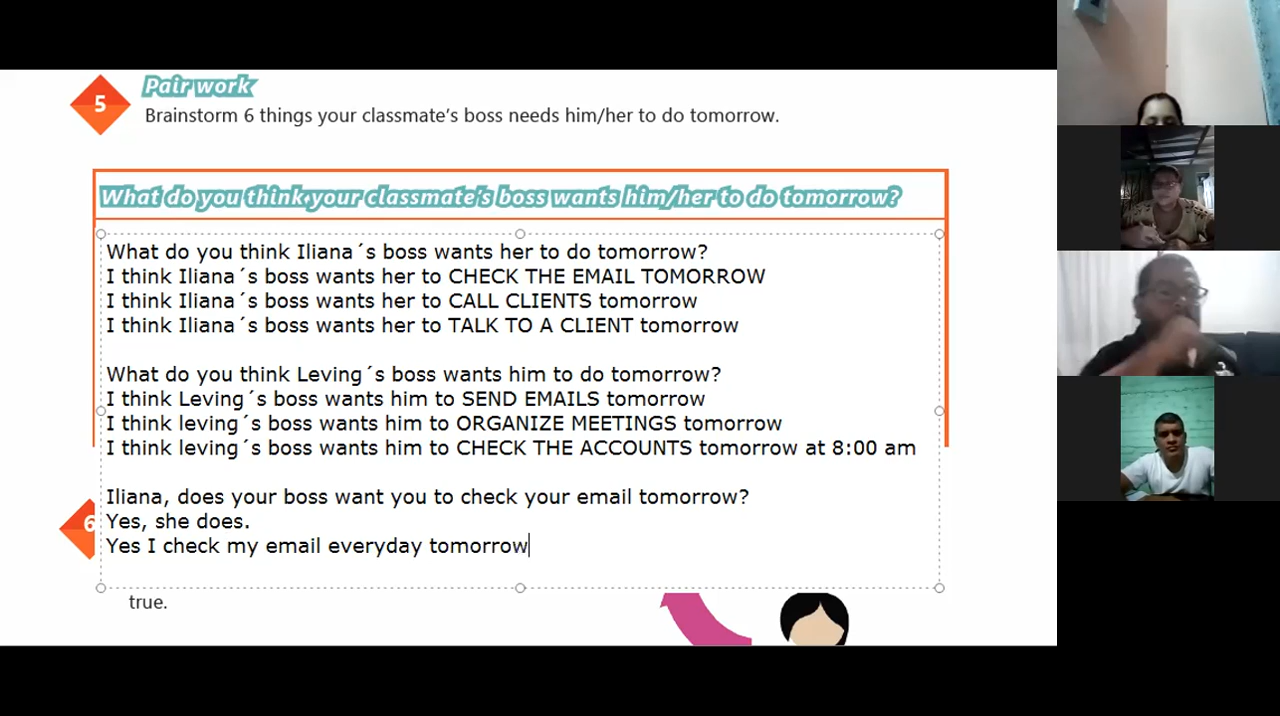 5
Pair work
Brainstorm 6 things your classmate's boss needs him/her to do tomorrow.
What do you think your classmate's boss wants him/her to do tomorrow?
What do you think Iliana´s boss wants her to do tomorrow?
I think Iliana´s boss wants her to CHECK THE EMAIL TOMORROW
I think Iliana´s boss wants her to CALL CLIENTS tomorrow
I think Iliana´s boss wants her to TALK TO A CLIENT tomorrow
What do you think Leving´s boss wants him to do tomorrow?
I think Leving´s boss wants him to SEND EMAILS tomorrow
I think leving´s boss wants him to ORGANIZE MEETINGS tomorrow
I think leving´s boss wants him to CHECK THE ACCOUNTS tomorrow at 8:00 am
Iliana, does your boss want you to check your email tomorrow?
6
Yes, she does.
Yes I check my email everyday tomorrow
true.